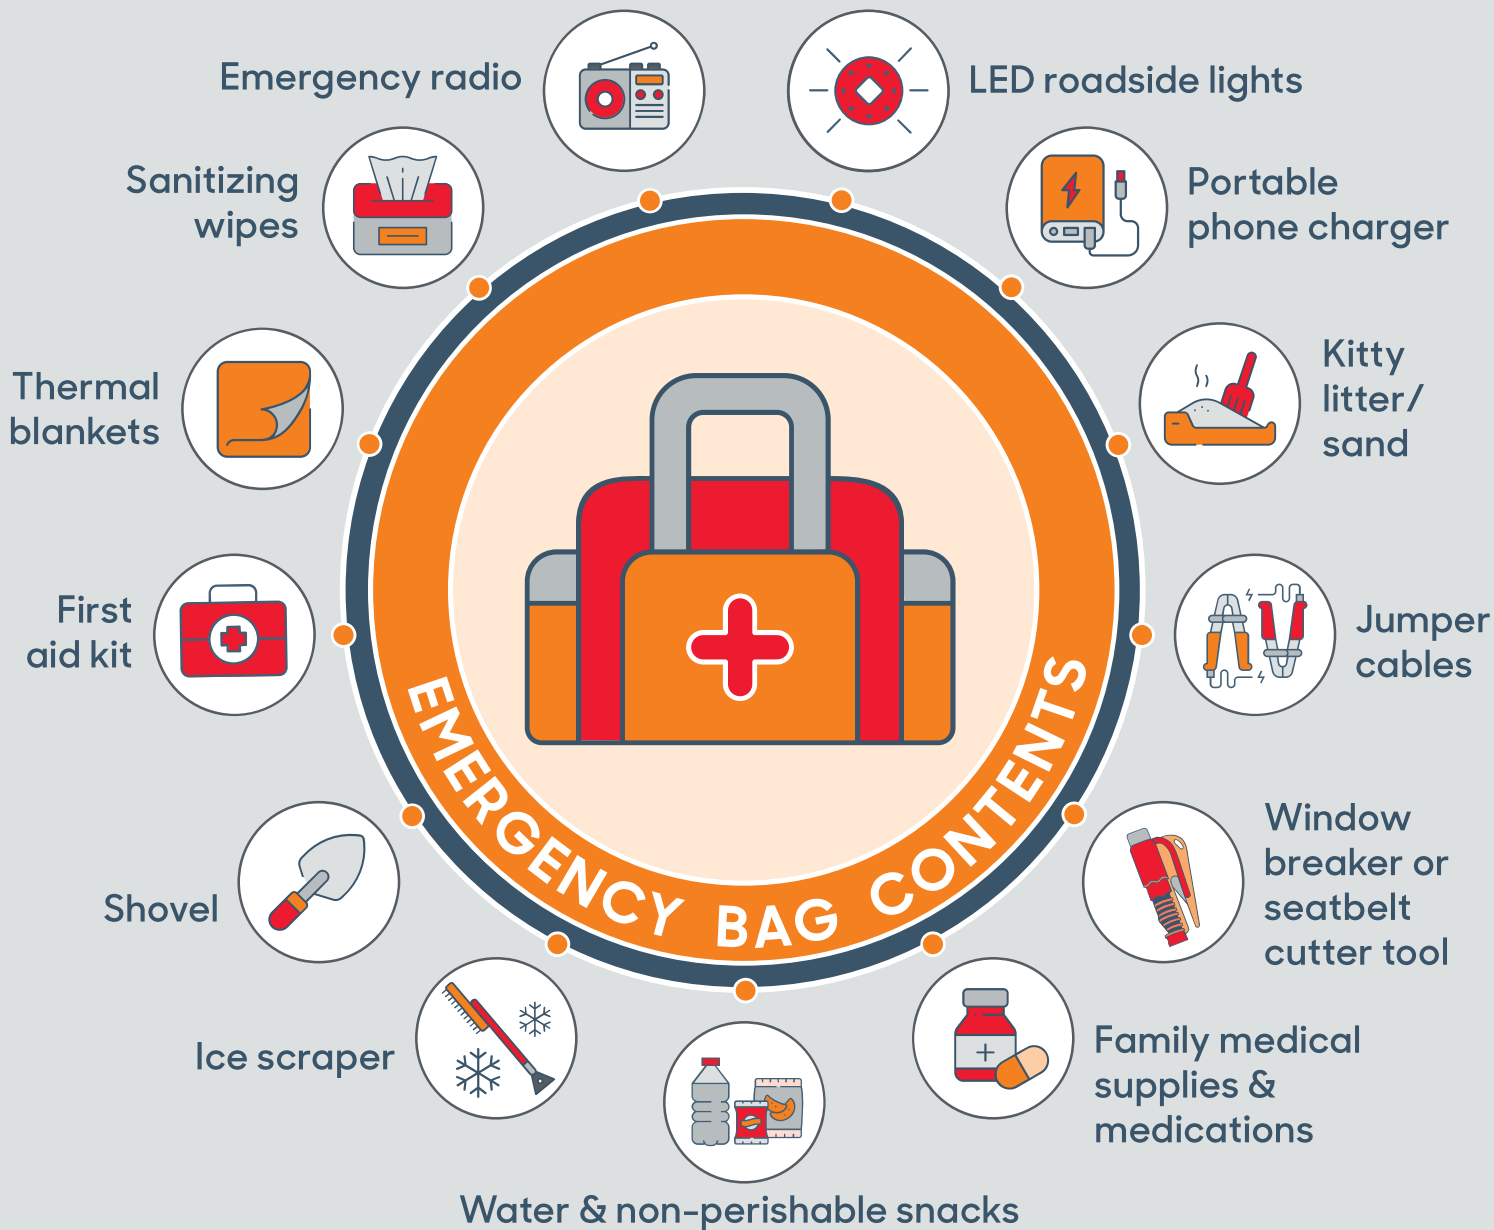 Emergency radio
LED roadside lights
Sanitizing
wipes
Portable
phone charger
Thermal
blankets
Kitty
litter/
sand
First
aid kit
Jumper
cables
Shovel
Window
breaker or
seatbelt
cutter tool
Ice scraper
Family medical
supplies &
medications
Water & non-perishable snacks
EMERGENCY BAG CONTENTS